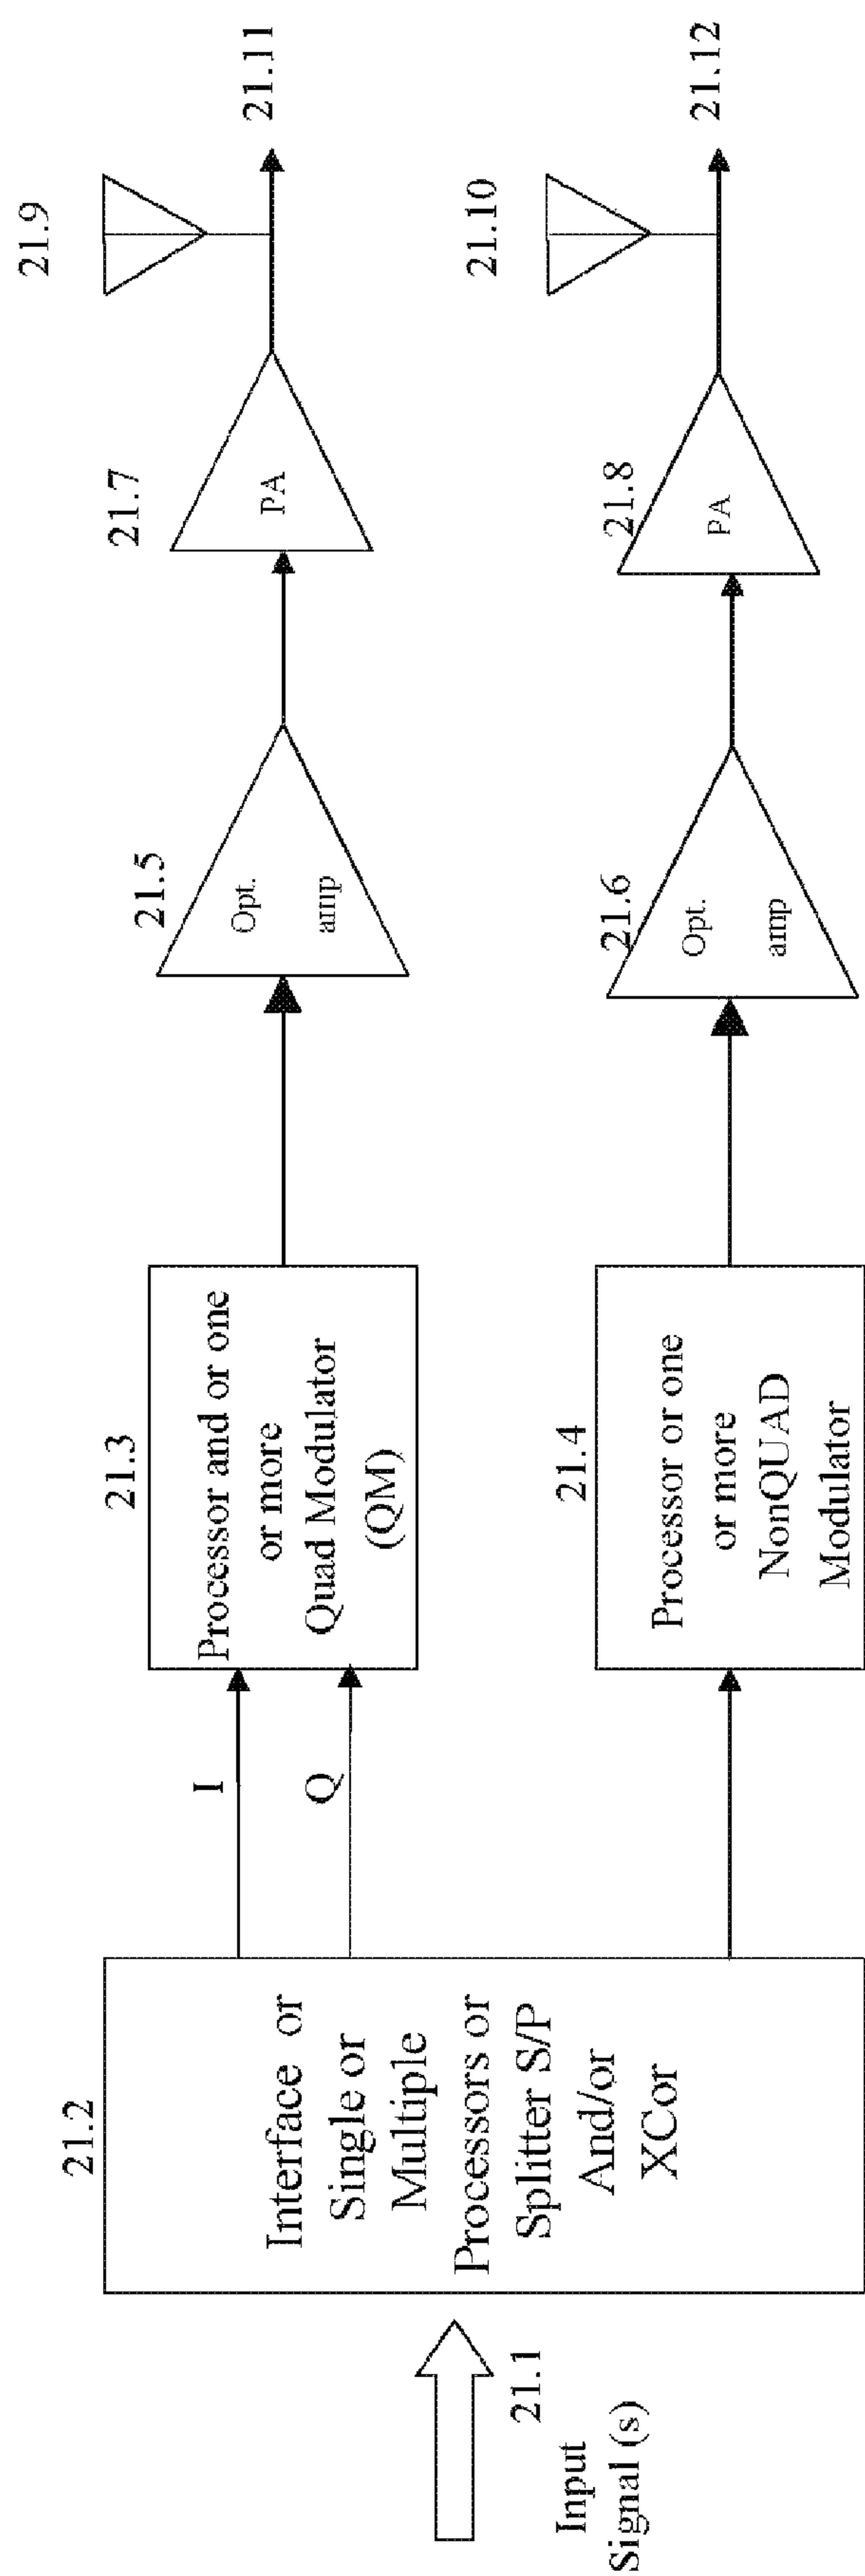 21.1
Input
Signal (s)
21.2
Interface or
Single or
Multiple
Processors or
Splitter S/P
And/or
XCor
I
Q
21.3
Processor and or one
or more
Quad Modulator
(QM)
21.5
Opt.
amp
21.7
PA
21.9
21.11
21.4
Processor or one
or more
NonQUAD
Modulator
21.6
Opt.
amp
21.8
PA
21.10
21.12